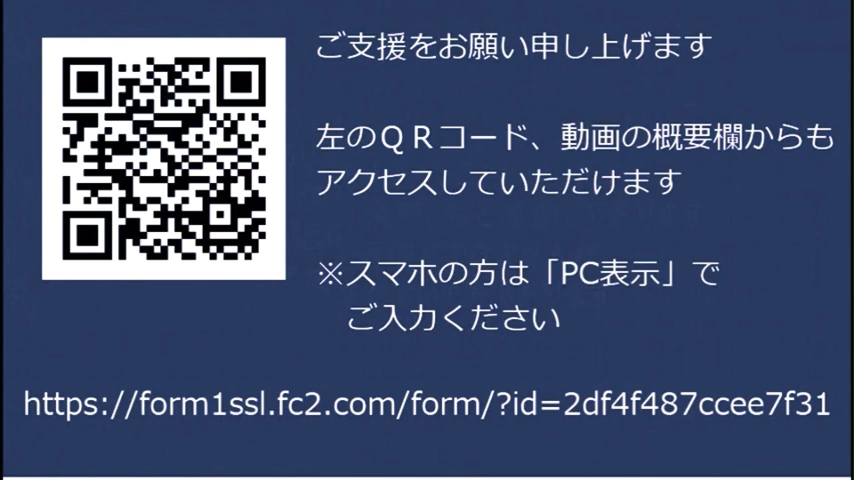 ご支援をお願い申し上げます
左のＱＲコード、動画の概要欄からも
アクセスしていただけます
※スマホの方は「PC表示」で
ご入力ください
https://form1ssl.fc2.com/form/?id=2df4f487ccee7f31